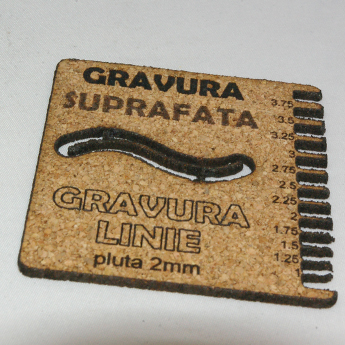 GRAVURA
SUPRAFATA
GRAVURA
LINIE
pluta 2mm
3.75
3.5
3.25
3
2.75
2.5
2.25
2
1.75
1.5
1.25
1